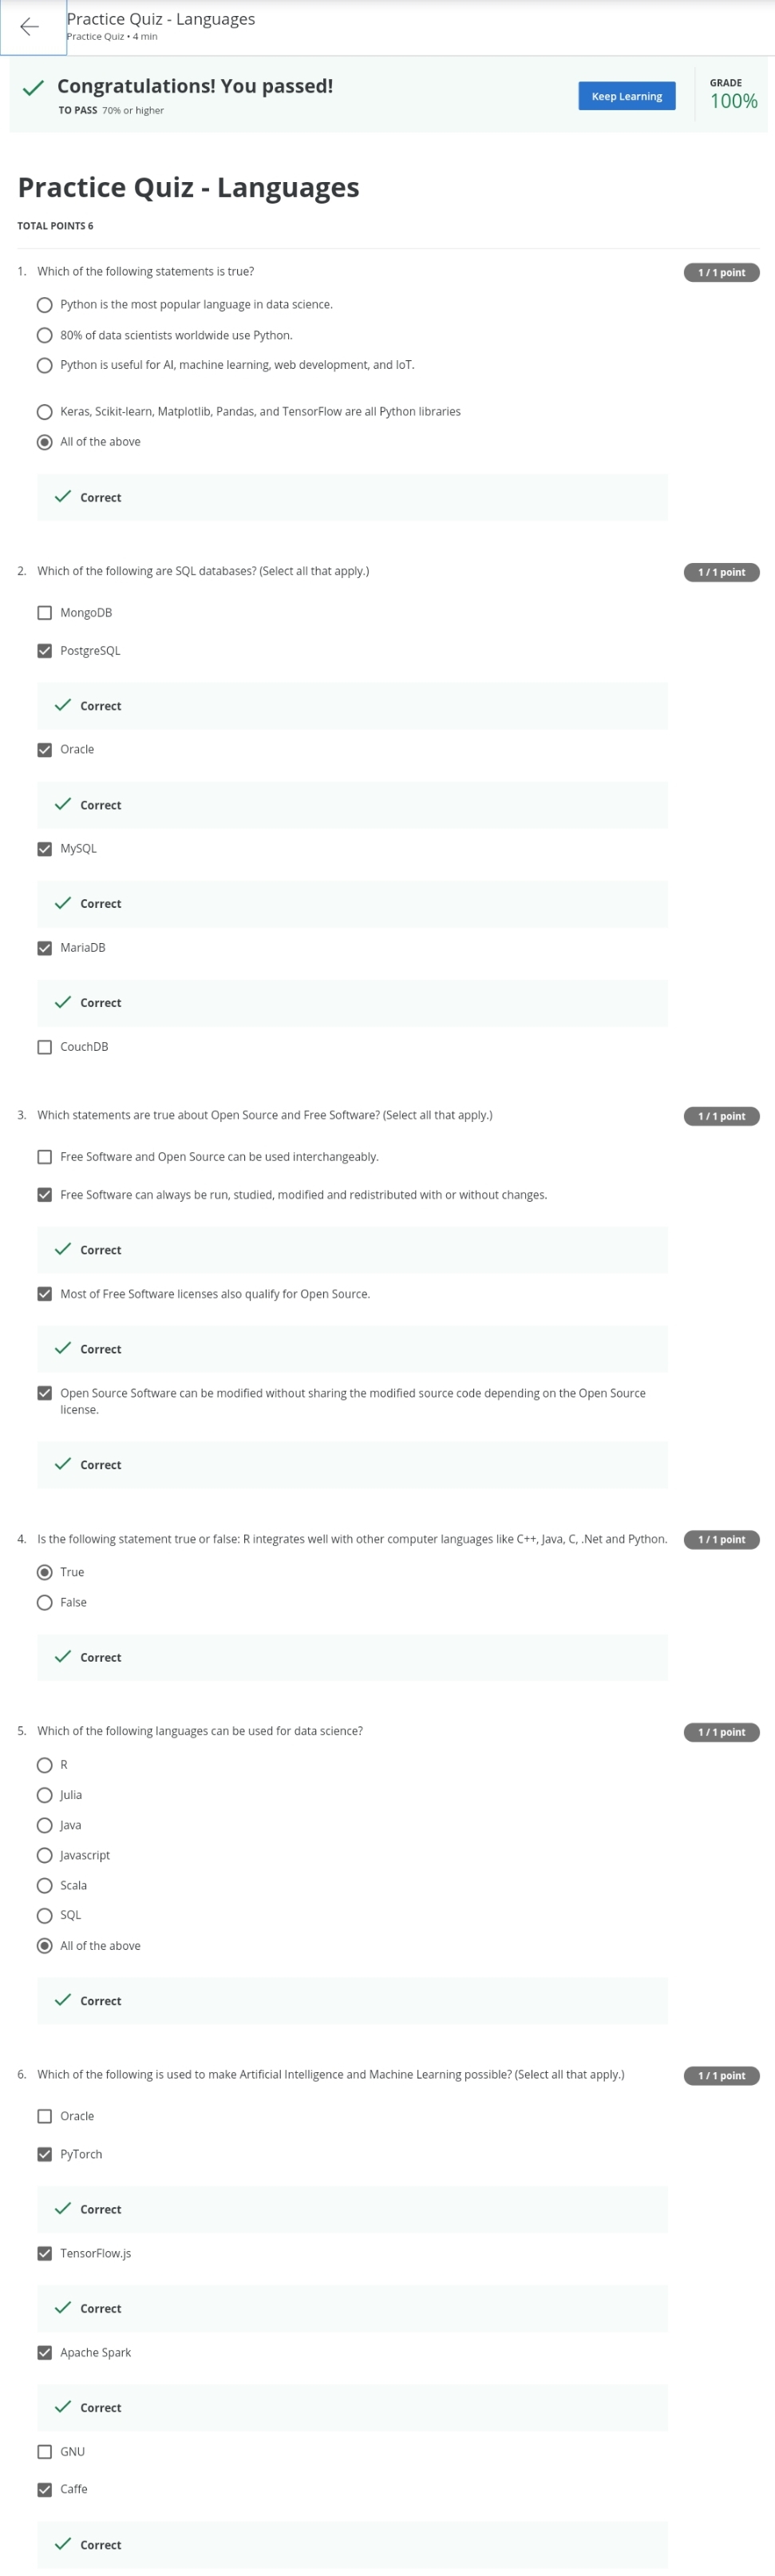 Practice Quiz - Languages
Practice Quiz • 4 min
Congratulations! You passed!
TO PASS 70% or higher
Keep Learning
GRADE
100%
Practice Quiz - Languages
TOTAL POINTS 6
1. Which of the following statements is true?
1 / 1 point
Python is the most popular language in data science.
80% of data scientists worldwide use Python.
Python is useful for AI, machine learning, web development, and IoT.
Keras, Scikit-learn, Matplotlib, Pandas, and TensorFlow are all Python libraries
All of the above
Correct
2. Which of the following are SQL databases? (Select all that apply.)
1 / 1 point
MongoDB
PostgreSQL
Correct
Oracle
Correct
MySQL
Correct
MariaDB
Correct
CouchDB
3. Which statements are true about Open Source and Free Software? (Select all that apply.)
1 / 1 point
Free Software and Open Source can be used interchangeably.
Free Software can always be run, studied, modified and redistributed with or without changes.
Correct
Most of Free Software licenses also qualify for Open Source.
Correct
Open Source Software can be modified without sharing the modified source code depending on the Open Source
license.
Correct
4. Is the following statement true or false: R integrates well with other computer languages like C++, Java, C, .Net and Python.
1 / 1 point
True
False
Correct
5. Which of the following languages can be used for data science?
1 / 1 point
R
Julia
Java
Javascript
Scala
SQL
All of the above
Correct
6. Which of the following is used to make Artificial Intelligence and Machine Learning possible? (Select all that apply.)
1 / 1 point
Oracle
PyTorch
Correct
TensorFlow.js
Correct
Apache Spark
Correct
GNU
Caffe
Correct